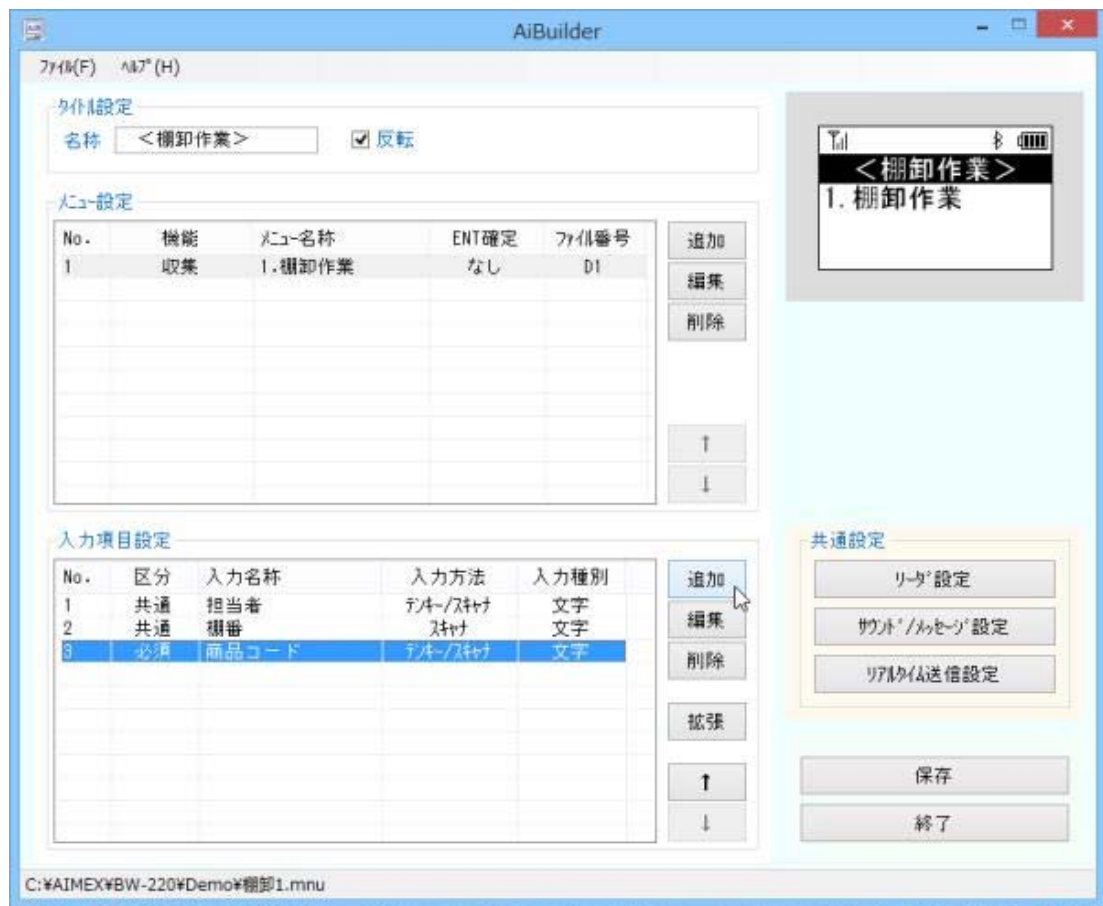 AiBuilder
ﾌｧｲﾙ(F) ﾍﾙﾌﾟ(H)
ﾀｲﾄﾙ設定
名称 ＜棚卸作業＞ 反転
＜棚卸作業＞
1.棚卸作業
ﾒﾆｭｰ設定
No. 機能 ﾒﾆｭｰ名称 ENT確定 ﾌｧｲﾙ番号
1 収集 1.棚卸作業 なし D1
追加
編集
削除
↑
↓
入力項目設定
No. 区分 入力名称 入力方法 入力種別
1 共通 担当者 ﾃﾝｷｰ/ｽｷｬﾅ 文字
2 共通 棚番 ｽｷｬﾅ 文字
3 必須 商品コード ﾃﾝｷｰ/ｽｷｬﾅ 文字
追加
編集
削除
拡張
↑
↓
共通設定
ﾘｰﾀﾞ設定
ｻｳﾝﾄﾞ/ﾒｯｾｰｼﾞ設定
ﾘｱﾙﾀｲﾑ送信設定
保存
終了
C:¥AIMEX¥BW-220¥Demo¥棚卸1.mnu